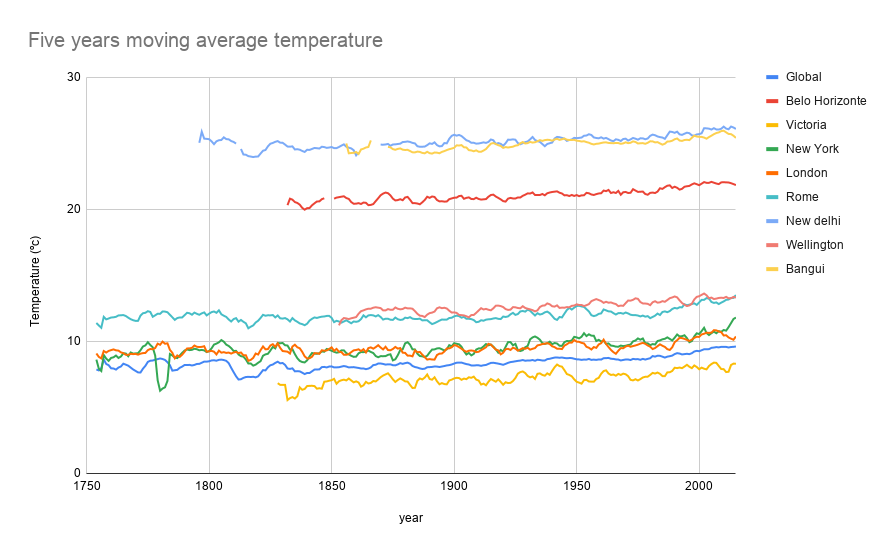 Five years moving average temperature
30
20
10
0
Temperature (ºc)
1750
1800
1850
1900
1950
2000
year
Global
Belo Horizonte
Victoria
New York
London
Rome
New delhi
Wellington
Bangui